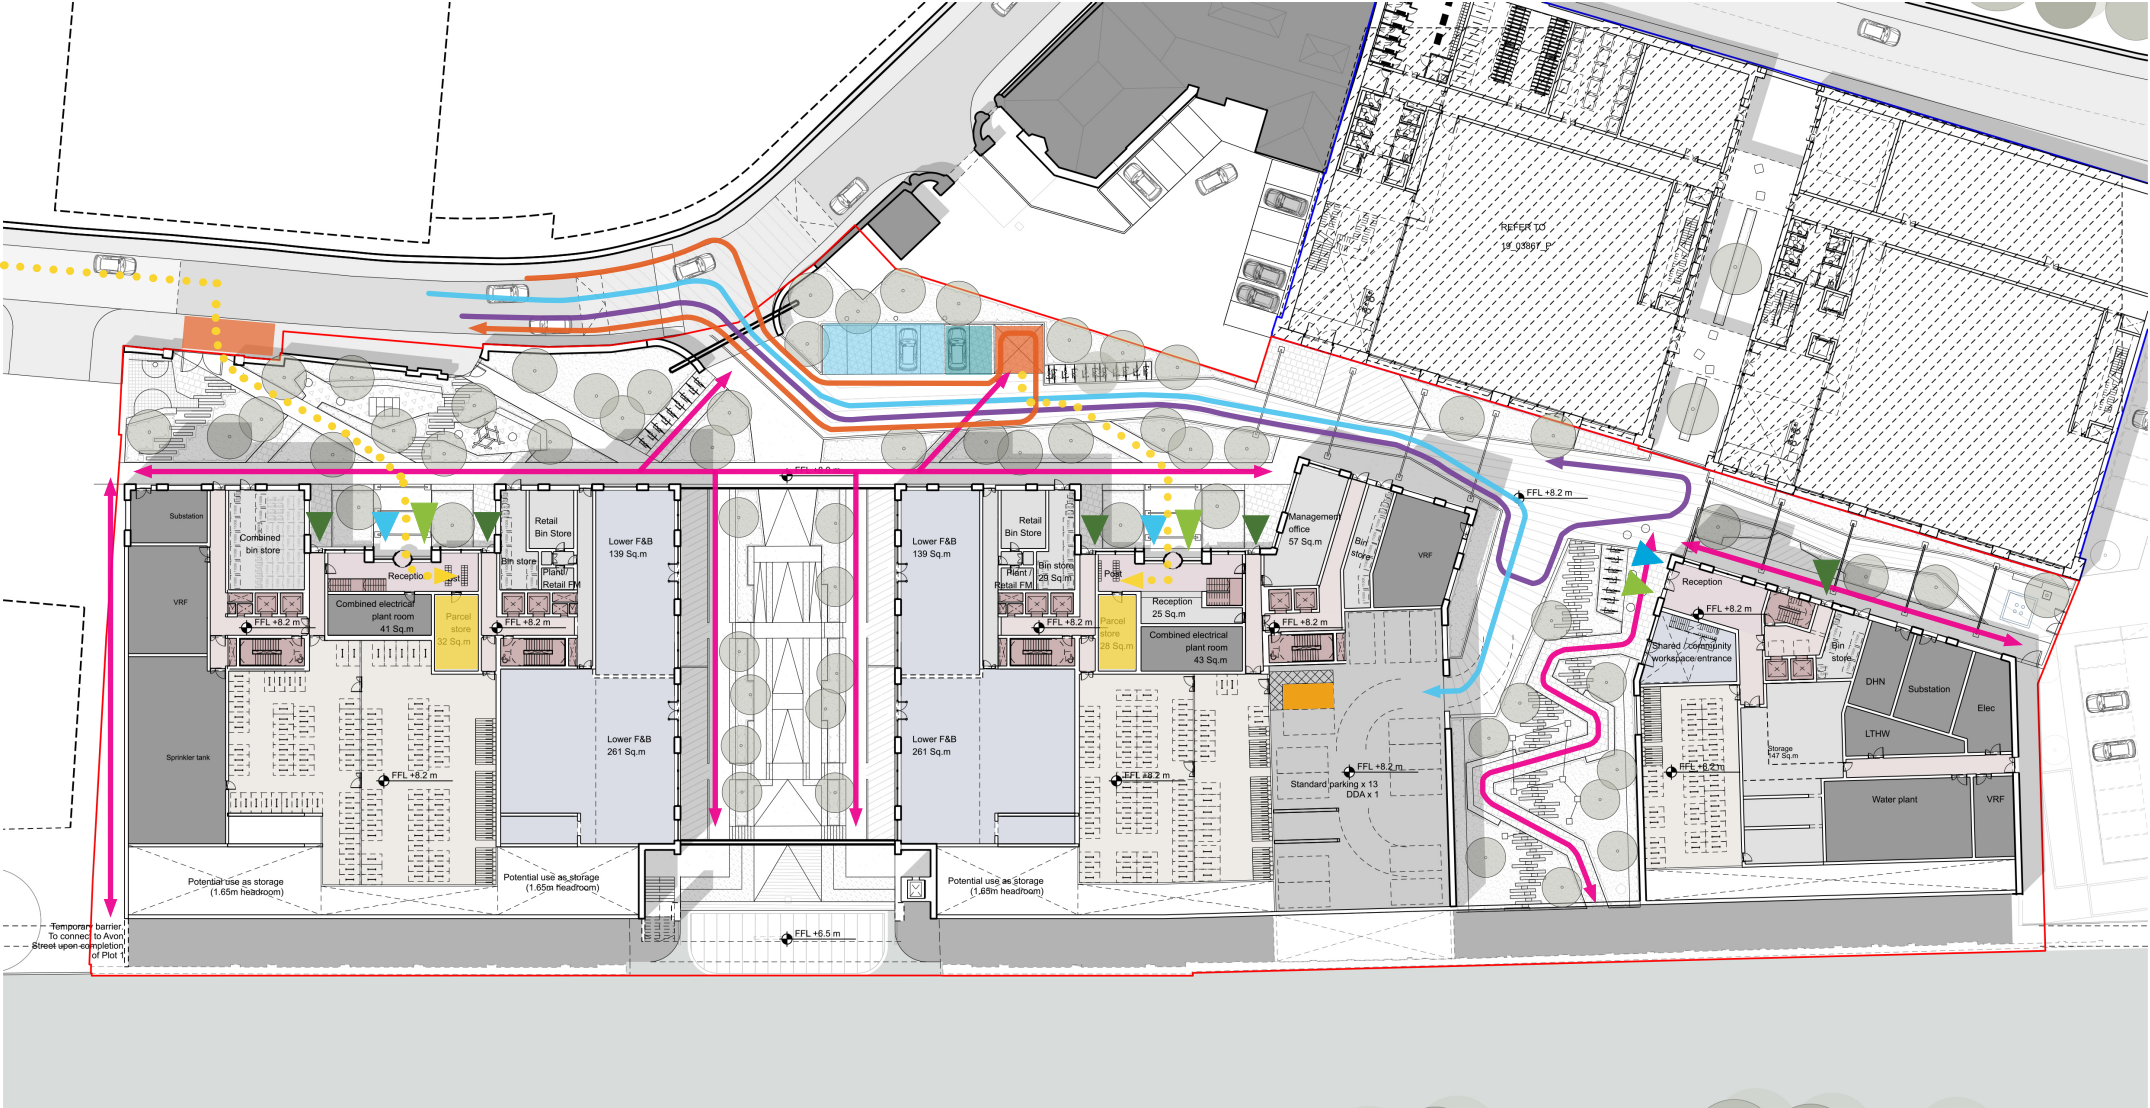 REFER TO
19_03867_P
FFL +8.2 m
Substation
Combined
bin store
Retail
Bin Store
Lower F&B
139 Sq.m
Bin store
Plant /
Retail FM
Reception
VRF
Combined electrical
plant room
41 Sq.m
Parcel
store
32 Sq.m
FFL +8.2 m
FFL +8.2 m
Sprinkler tank
Lower F&B
261 Sq.m
FFL +8.2 m
Potential use as storage
(1.65m headroom)
Potential use as storage
(1.65m headroom)
Temporary barrier.
To connect to Avon
Street upon completion
of Plot 1
Lower F&B
139 Sq.m
Retail
Bin Store
Plant /
Retail FM
Bin store
29 Sq.m
Post
Reception
25 Sq.m
Parcel
store
28 Sq.m
Combined electrical
plant room
43 Sq.m
FFL +8.2 m
FFL +8.2 m
Management
office
57 Sq.m
Bin
store
VRF
FFL +8.2 m
Lower F&B
261 Sq.m
FFL +8.2 m
FFL +8.2 m
Standard parking x 13
DDA x 1
Potential use as storage
(1.65m headroom)
FFL +6.5 m
Reception
FFL +8.2 m
Shared / community
workspace/entrance
Bin
store
DHN
Substation
Elec
LTHW
Storage
147 Sq.m
FFL +8.2 m
Water plant
VRF